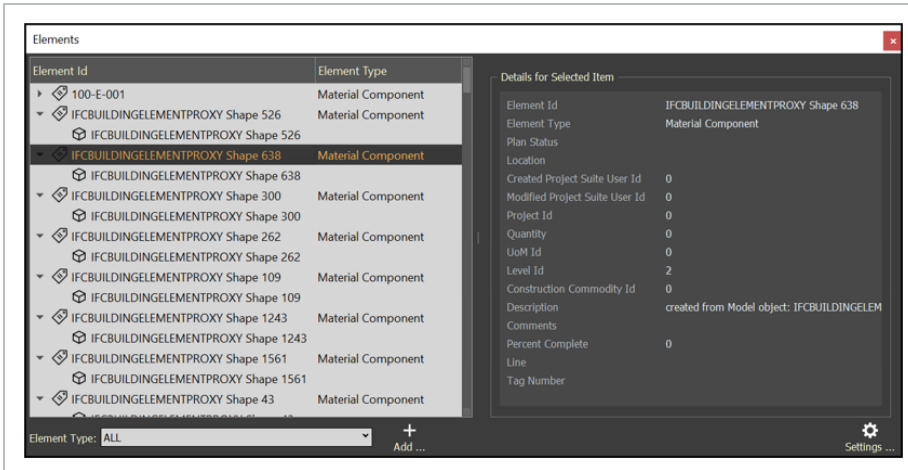 Elements
Element Id Element Type
100-E-001 Material Component
IFCBUILDINGELEMENTPROXY Shape 526 Material Component
IFCBUILDINGELEMENTPROXY Shape 526
IFCBUILDINGELEMENTPROXY Shape 638 Material Component
IFCBUILDINGELEMENTPROXY Shape 638
IFCBUILDINGELEMENTPROXY Shape 300 Material Component
IFCBUILDINGELEMENTPROXY Shape 300
IFCBUILDINGELEMENTPROXY Shape 262 Material Component
IFCBUILDINGELEMENTPROXY Shape 262
IFCBUILDINGELEMENTPROXY Shape 109 Material Component
IFCBUILDINGELEMENTPROXY Shape 109
IFCBUILDINGELEMENTPROXY Shape 1243 Material Component
IFCBUILDINGELEMENTPROXY Shape 1243
IFCBUILDINGELEMENTPROXY Shape 1561 Material Component
IFCBUILDINGELEMENTPROXY Shape 1561
IFCBUILDINGELEMENTPROXY Shape 43 Material Component
Element Type: ALL
Add ...
Details for Selected Item
Element Id IFCBUILDINGELEMENTPROXY Shape 638
Element Type Material Component
Plan Status
Location
Created Project Suite User Id 0
Modified Project Suite User Id 0
Project Id 0
Quantity 0
UoM Id 0
Level Id 2
Construction Commodity Id 0
Description created from Model object: IFCBUILDINGELEM
Comments
Percent Complete 0
Line
Tag Number
Settings ...